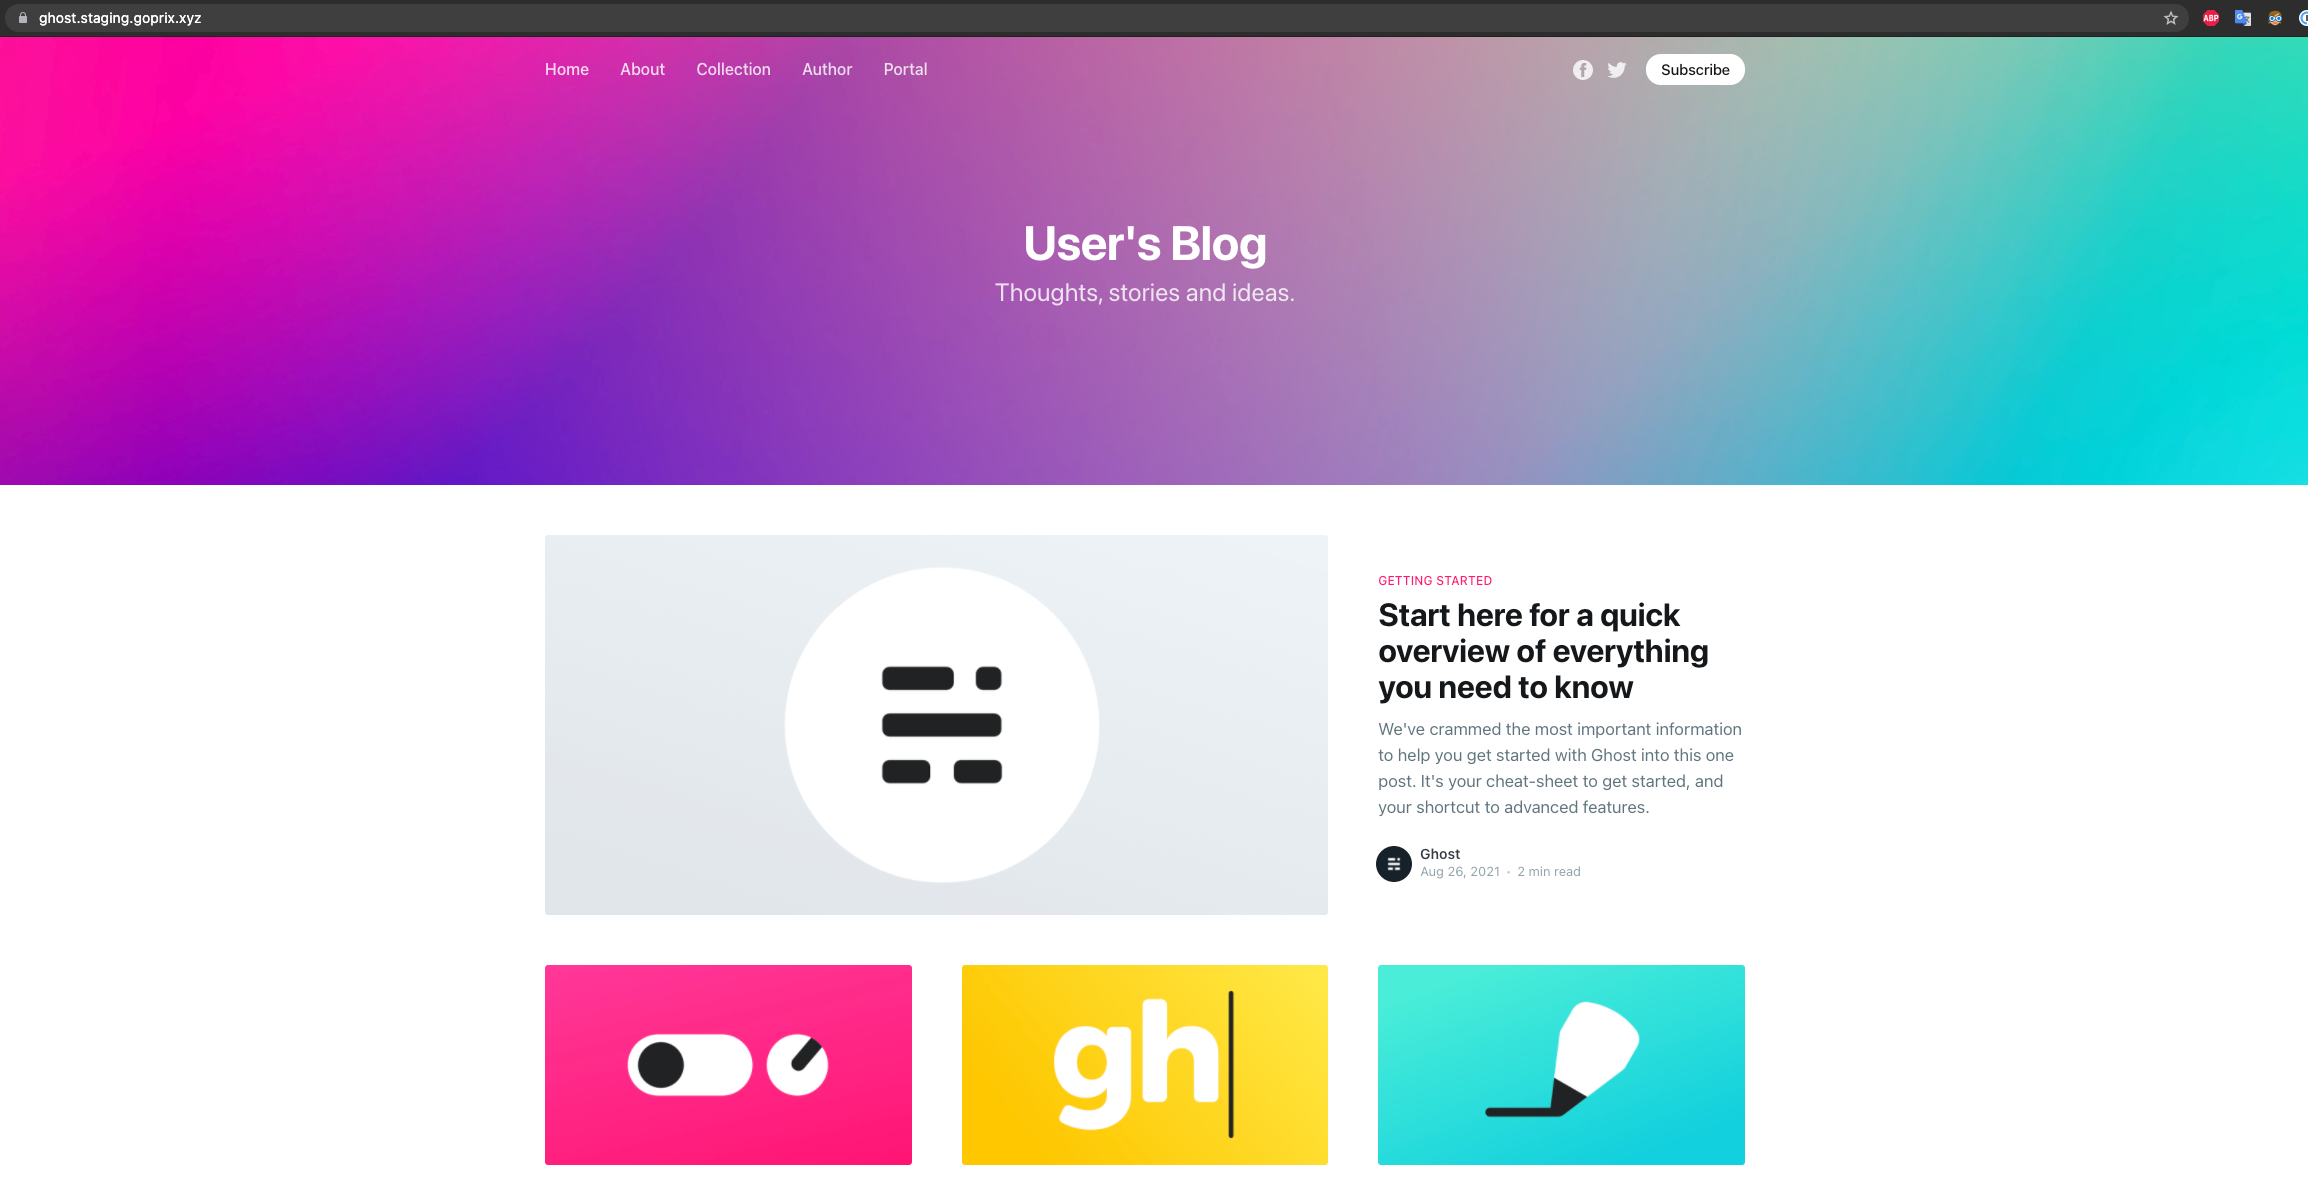 ghost.staging.goprix.xyz
ABP
Home About Collection Author Portal
Subscribe
User's Blog
Thoughts, stories and ideas.
GETTING STARTED
Start here for a quick
overview of everything
you need to know
We've crammed the most important information
to help you get started with Ghost into this one
post. It's your cheat-sheet to get started, and
your shortcut to advanced features.
Ghost
Aug 26, 2021 • 2 min read
gh